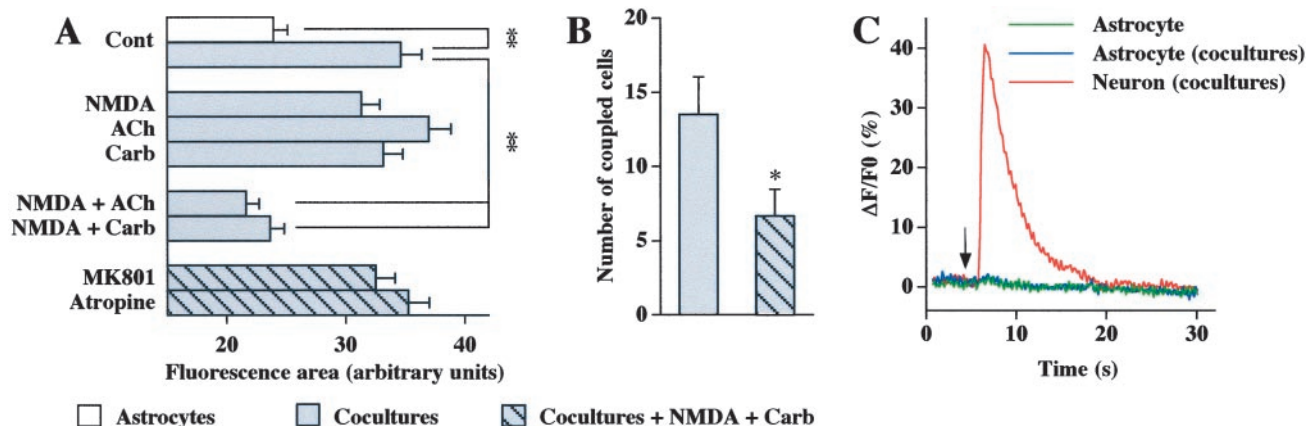 A
Cont
NMDA
ACh
Carb
NMDA + ACh
NMDA + Carb
MK801
Atropine
**
**
20 30 40
Fluorescence area (arbitrary units)
B
Number of coupled cells
20
15
10
5
0
*
C
Astrocyte
Astrocyte (cocultures)
Neuron (cocultures)
ΔF/F0 (%)
40
30
20
10
0
0 10 20 30
Time (s)
Astrocytes Cocultures Cocultures + NMDA + Carb